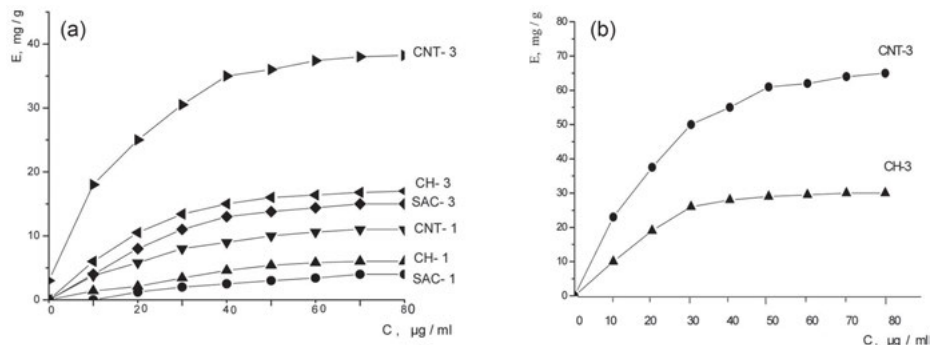 (a)
E, mg / g
40
30
20
10
0
0 20 40 60 80
C , μg / ml
CNT- 3
CH- 3
SAC- 3
CNT- 1
CH- 1
SAC- 1
(b)
E, mg / g
80
70
60
50
40
30
20
10
0
0 10 20 30 40 50 60 70 80
C , μg / ml
CNT-3
CH-3